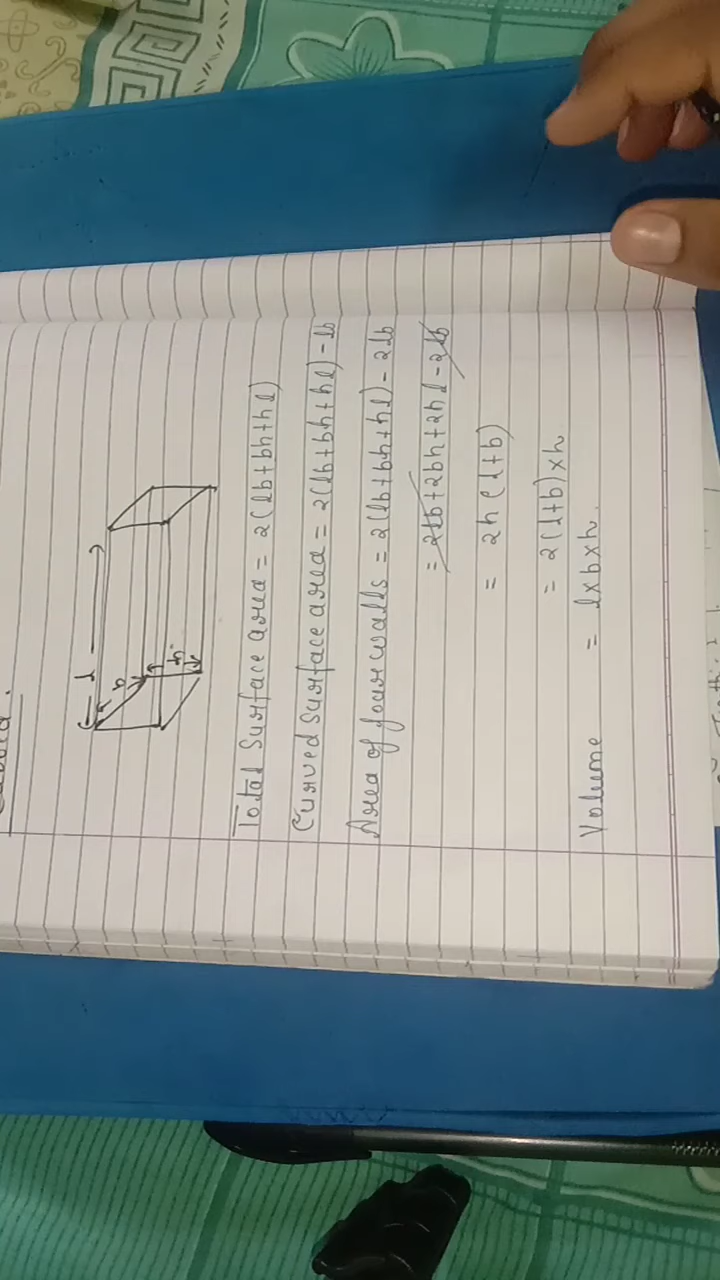 l
b
h
Total Surface area = 2(lb+bh+hl)
Curved Surface area = 2(lb+bh+hl) - lb
Area of four walls = 2(lb+bh+hl) - 2lb
= 2lb+2bh+2hl-2lb
= 2h(l+b)
= 2(l+b)×h
Volume = l×b×h.